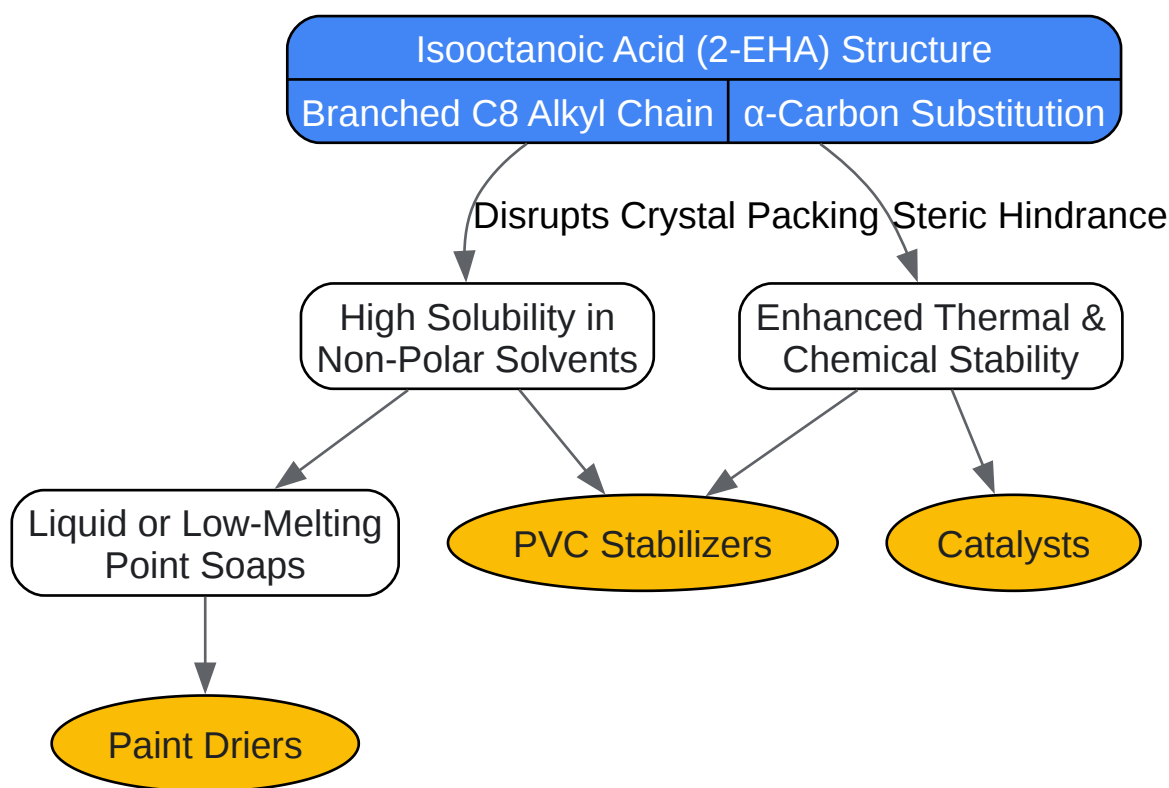 Isooctanoic Acid (2-EHA) Structure
Branched C8 Alkyl Chain
α-Carbon Substitution
Disrupts Crystal Packing
Steric Hindrance
High Solubility in
Non-Polar Solvents
Enhanced Thermal &
Chemical Stability
Liquid or Low-Melting
Point Soaps
PVC Stabilizers
Catalysts
Paint Driers